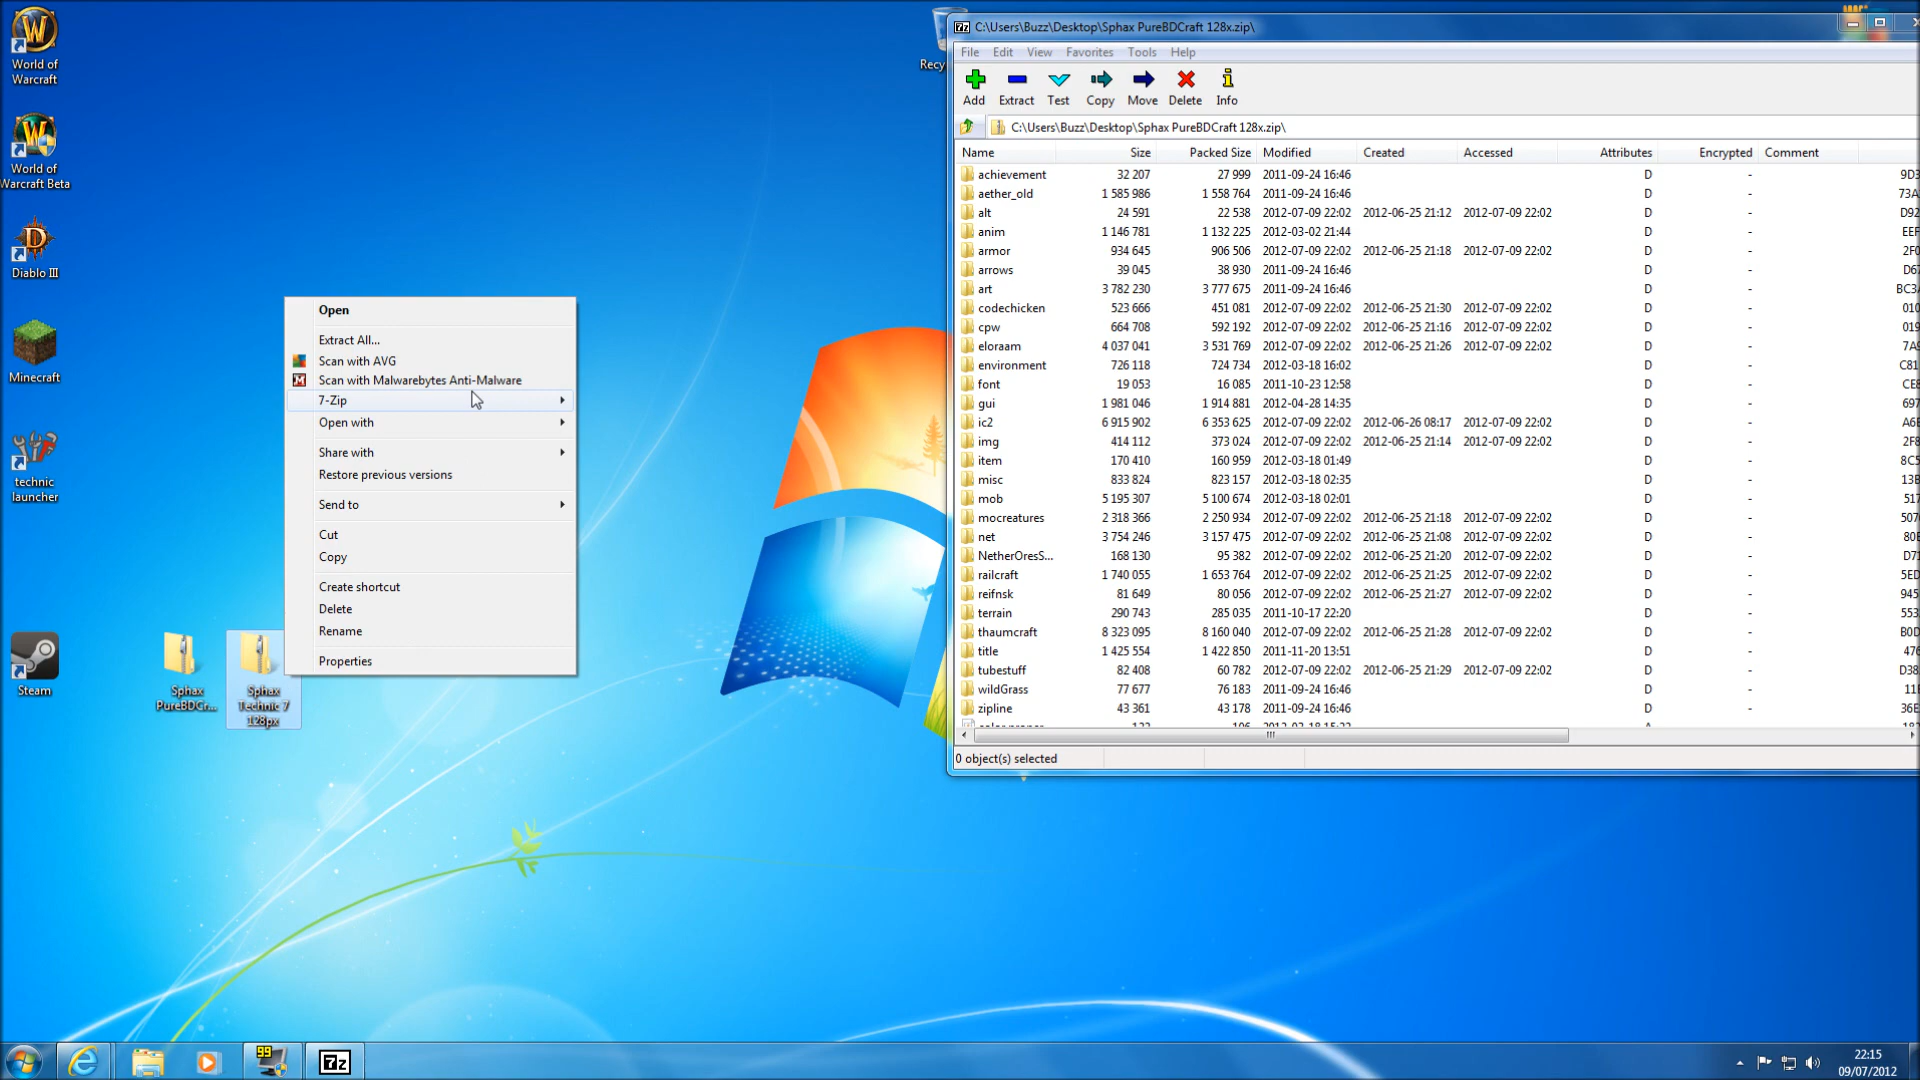 World of
Warcraft
World of
Warcraft Beta
Diablo III
Minecraft
technic
launcher
Steam
Sphax
PureBDCr...
Sphax
Technic 7
128px
Open
Extract All...
Scan with AVG
Scan with Malwarebytes Anti-Malware
7-Zip
Open with
Share with
Restore previous versions
Send to
Cut
Copy
Create shortcut
Delete
Rename
Properties
Recy
C:\Users\Buzz\Desktop\Sphax PureBDCraft 128x.zip\
File Edit View Favorites Tools Help
Add Extract Test Copy Move Delete Info
C:\Users\Buzz\Desktop\Sphax PureBDCraft 128x.zip\
Name Size Packed Size Modified Created Accessed Attributes Encrypted Comment
achievement 32 207 27 999 2011-09-24 16:46 D - 9D3
aether_old 1 585 986 1 558 764 2011-09-24 16:46 D - 73A
alt 24 591 22 538 2012-07-09 22:02 2012-06-25 21:12 2012-07-09 22:02 D - D92
anim 1 146 781 1 132 225 2012-03-02 21:44 D - EEF
armor 934 645 906 506 2012-07-09 22:02 2012-06-25 21:18 2012-07-09 22:02 D - 2F0
arrows 39 045 38 930 2011-09-24 16:46 D - D67
art 3 782 230 3 777 675 2011-09-24 16:46 D - BC3
codechicken 523 666 451 081 2012-07-09 22:02 2012-06-25 21:30 2012-07-09 22:02 D - 010
cpw 664 708 592 192 2012-07-09 22:02 2012-06-25 21:16 2012-07-09 22:02 D - 019
eloraam 4 037 041 3 531 769 2012-07-09 22:02 2012-06-25 21:26 2012-07-09 22:02 D - 7A
environment 726 118 724 734 2012-03-18 16:02 D - C81
font 19 053 16 085 2011-10-23 12:58 D - CE
gui 1 981 046 1 914 881 2012-04-28 14:35 D - 697
ic2 6 915 902 6 353 625 2012-07-09 22:02 2012-06-26 08:17 2012-07-09 22:02 D - A6
img 414 112 373 024 2012-07-09 22:02 2012-06-25 21:14 2012-07-09 22:02 D - 2F
item 170 410 160 959 2012-03-18 01:49 D - 8C5
misc 833 824 823 157 2012-03-18 02:35 D - 13
mob 5 195 307 5 100 674 2012-03-18 02:01 D - 517
mocreatures 2 318 366 2 250 934 2012-07-09 22:02 2012-06-25 21:18 2012-07-09 22:02 D - 507
net 3 754 246 3 157 475 2012-07-09 22:02 2012-06-25 21:08 2012-07-09 22:02 D - 80
NetherOresS... 168 130 95 382 2012-07-09 22:02 2012-06-25 21:20 2012-07-09 22:02 D - D7
railcraft 1 740 055 1 653 764 2012-07-09 22:02 2012-06-25 21:25 2012-07-09 22:02 D - 5ED
reifnsk 81 649 80 056 2012-07-09 22:02 2012-06-25 21:27 2012-07-09 22:02 D - 945
terrain 290 743 285 035 2011-10-17 22:20 D - 553
thaumcraft 8 323 095 8 160 040 2012-07-09 22:02 2012-06-25 21:28 2012-07-09 22:02 D - B0D
title 1 425 554 1 422 850 2011-11-20 13:51 D - 476
tubestuff 82 408 60 782 2012-07-09 22:02 2012-06-25 21:29 2012-07-09 22:02 D - D38
wildGrass 77 677 76 183 2011-09-24 16:46 D - 11
zipline 43 361 43 178 2011-09-24 16:46 D - 36
0 object(s) selected
99
7z
22:15
09/07/2012